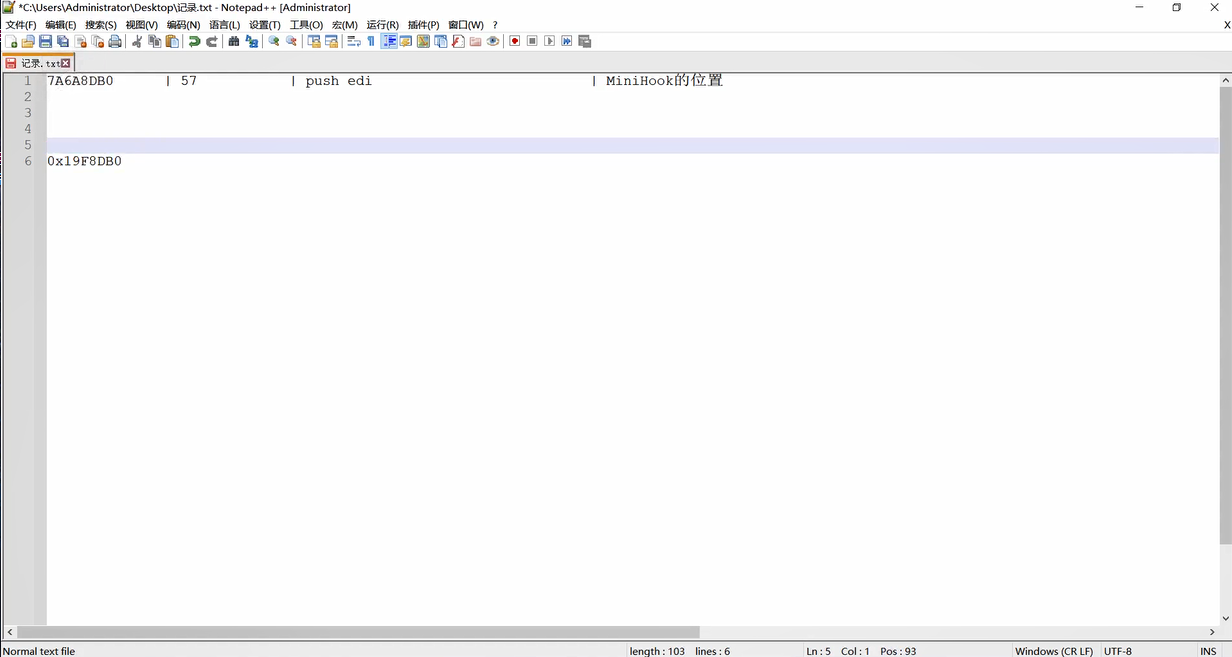 *C:\Users\Administrator\Desktop\记录.txt - Notepad++ [Administrator]
文件(F) 编辑(E) 搜索(S) 视图(V) 编码(N) 语言(L) 设置(T) 工具(O) 宏(M) 运行(R) 插件(P) 窗口(W) ? X
记录.txt
1 7A6A8DB0 | 57 | push edi | MiniHook的位置
2
3
4
5
6 0x19F8DB0
Normal text file length : 103 lines : 6 Ln : 5 Col : 1 Pos : 93 Windows (CR LF) UTF-8 INS